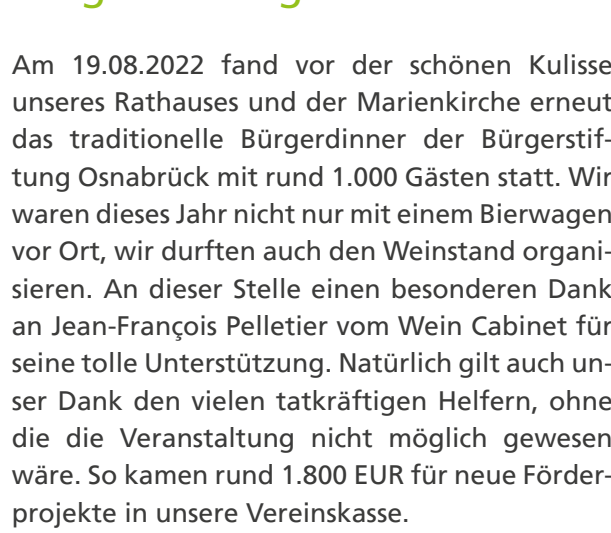 Am 19.08.2022 fand vor der schönen Kulisse
unseres Rathauses und der Marienkirche erneut
das traditionelle Bürgerdinner der Bürgerstif-
tung Osnabrück mit rund 1.000 Gästen statt. Wir
waren dieses Jahr nicht nur mit einem Bierwagen
vor Ort, wir durften auch den Weinstand organi-
sieren. An dieser Stelle einen besonderen Dank
an Jean-François Pelletier vom Wein Cabinet für
seine tolle Unterstützung. Natürlich gilt auch un-
ser Dank den vielen tatkräftigen Helfern, ohne
die die Veranstaltung nicht möglich gewesen
wäre. So kamen rund 1.800 EUR für neue Förder-
projekte in unsere Vereinskasse.